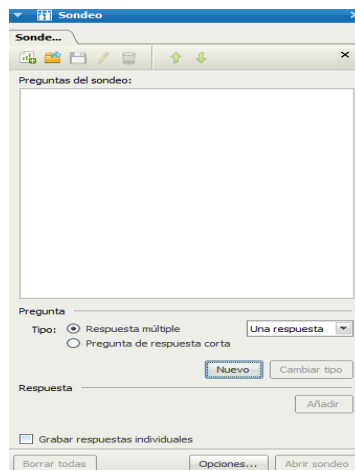 Sondeo
Sonde...
Preguntas del sondeo:
Pregunta
Tipo: Respuesta múltiple Una respuesta
Pregunta de respuesta corta
Nuevo Cambiar tipo
Respuesta
Añadir
Grabar respuestas individuales
Borrar todas Opciones... Abrir sondeo